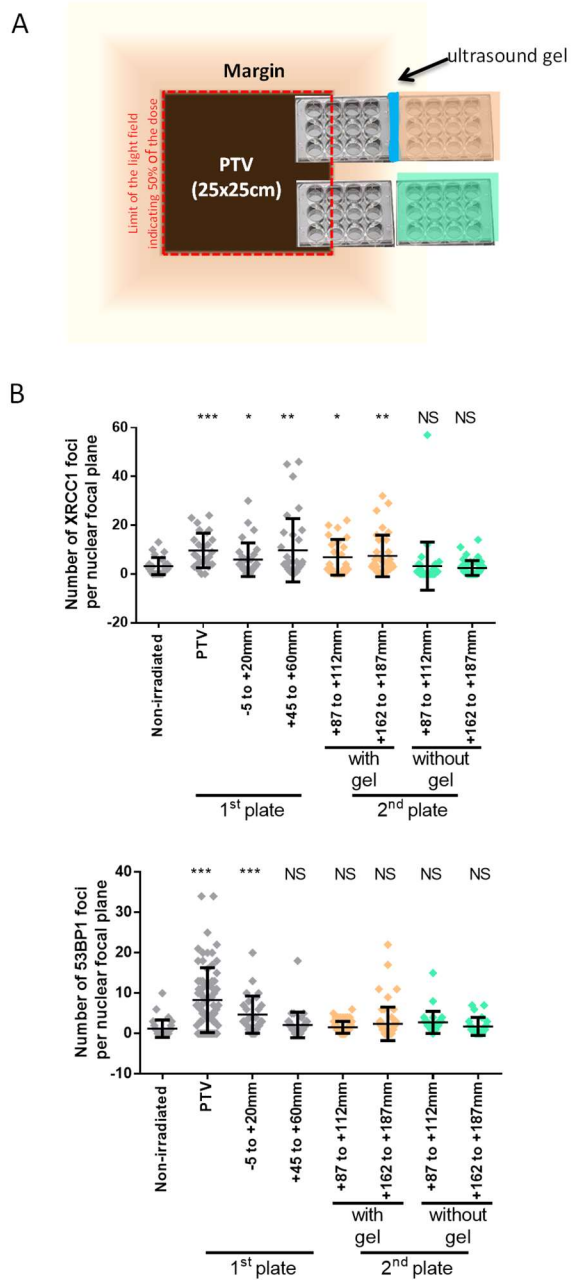 A
ultrasound gel
Margin
Limit of the light field
indicating 50% of the dose
PTV
(25x25cm)
B
Number of XRCC1 foci
per nuclear focal plane
60
40
20
0
-20
*** * ** * ** NS NS
Non-irradiated
PTV
-5 to +20mm
+45 to +60mm
+87 to +112mm
+162 to +187mm
+87 to +112mm
+162 to +187mm
with
gel
without
gel
1st plate
2nd plate
Number of 53BP1 foci
per nuclear focal plane
40
30
20
10
0
-10
*** *** NS NS NS NS NS
Non-irradiated
PTV
-5 to +20mm
+45 to +60mm
+87 to +112mm
+162 to +187mm
+87 to +112mm
+162 to +187mm
with
gel
without
gel
1st plate
2nd plate